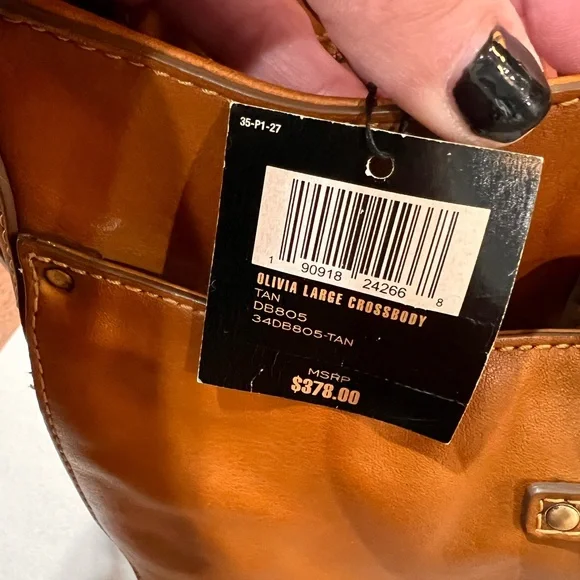 35-P1-27
1 90918 24266 8
OLIVIA LARGE CROSSBODY
TAN
DB805
34DB805-TAN
MSRP
$378.00